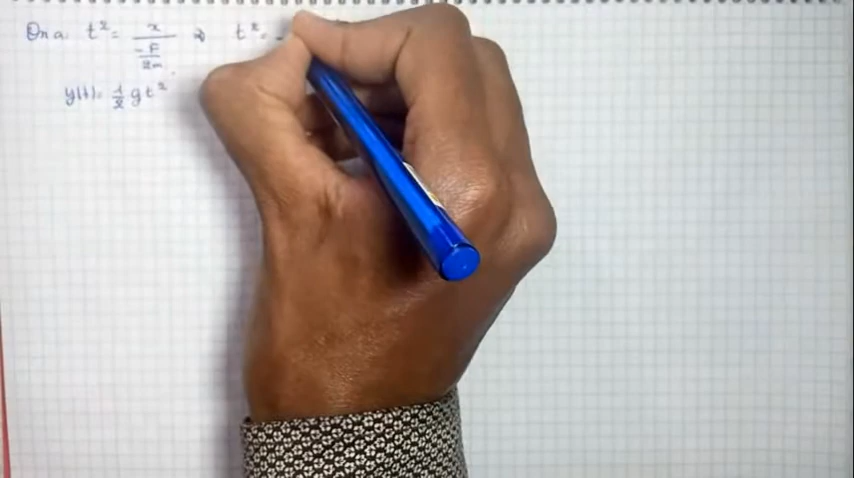 On a: t² = x / (-F / 2m) ⇒ t² = -
y(t) = 1/2 g t²